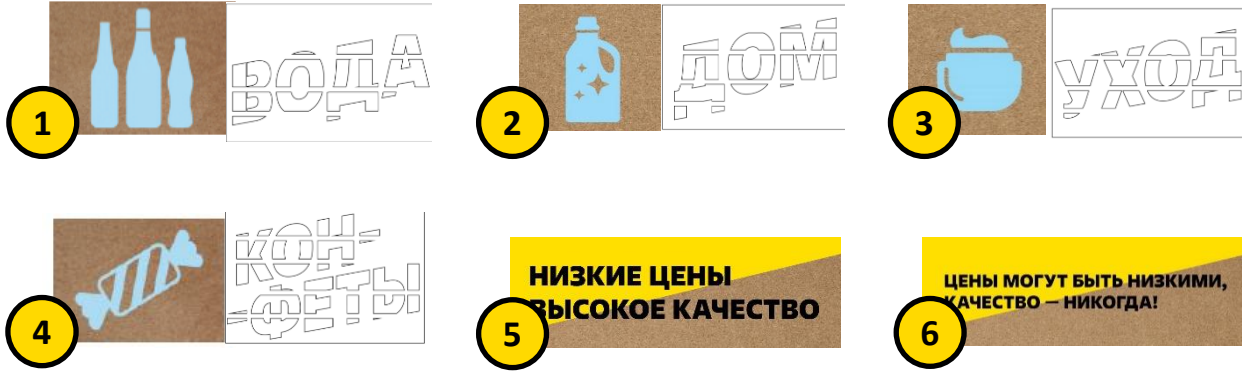 1
ВОДА
2
ДОМ
3
УХОД
4
КОН-
ФЕТЫ
5
НИЗКИЕ ЦЕНЫ
ВЫСОКОЕ КАЧЕСТВО
6
ЦЕНЫ МОГУТ БЫТЬ НИЗКИМИ,
КАЧЕСТВО – НИКОГДА!